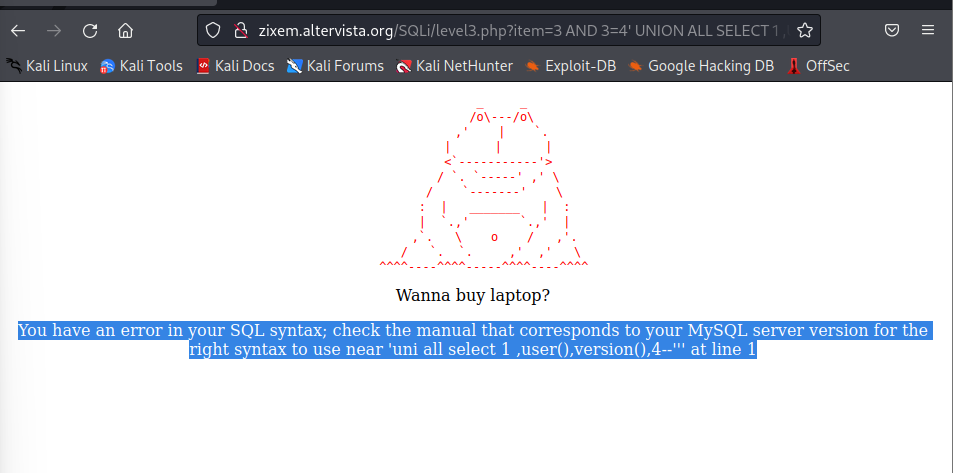 zixem.altervista.org/SQLi/level3.php?item=3 AND 3=4' UNION ALL SELECT 1
Kali Linux Kali Tools Kali Docs Kali Forums Kali NetHunter Exploit-DB Google Hacking DB OffSec
Wanna buy laptop?
You have an error in your SQL syntax; check the manual that corresponds to your MySQL server version for the
right syntax to use near 'uni all select 1 ,user(),version(),4--''' at line 1